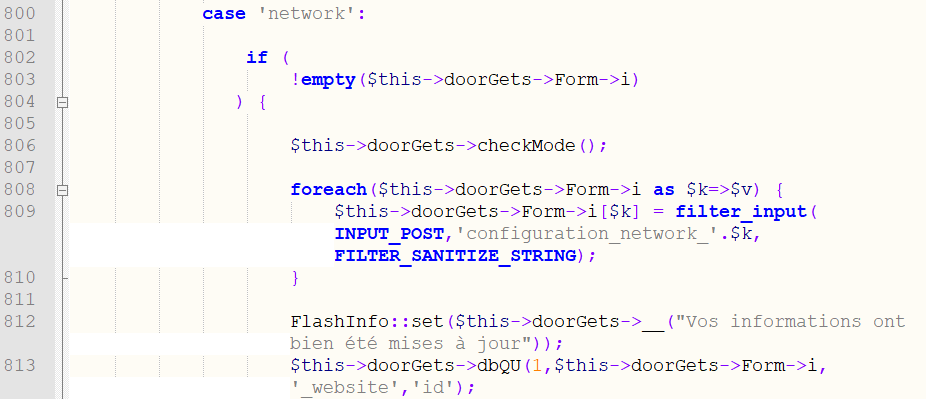 800 case 'network':
801
802 if (
803 !empty($this->doorGets->Form->i)
804 ) {
805
806 $this->doorGets->checkMode();
807
808 foreach($this->doorGets->Form->i as $k=>$v) {
809 $this->doorGets->Form->i[$k] = filter_input(
INPUT_POST,'configuration_network_'.$k,
FILTER_SANITIZE_STRING);
810 }
811
812 FlashInfo::set($this->doorGets->__("Vos informations ont
bien été mises à jour"));
813 $this->doorGets->dbQU(1,$this->doorGets->Form->i,
'_website','id');